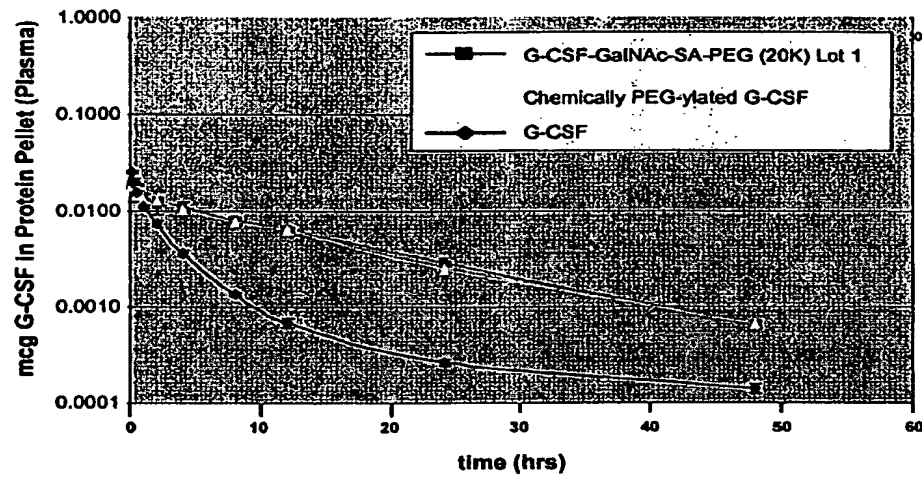 1.0000
0.1000
0.0100
0.0010
0.0001
mcg G-CSF in Protein Pellet (Plasma)
G-CSF-GalNAc-SA-PEG (20K) Lot 1
Chemically PEG-ylated G-CSF
G-CSF
0 10 20 30 40 50 60
time (hrs)